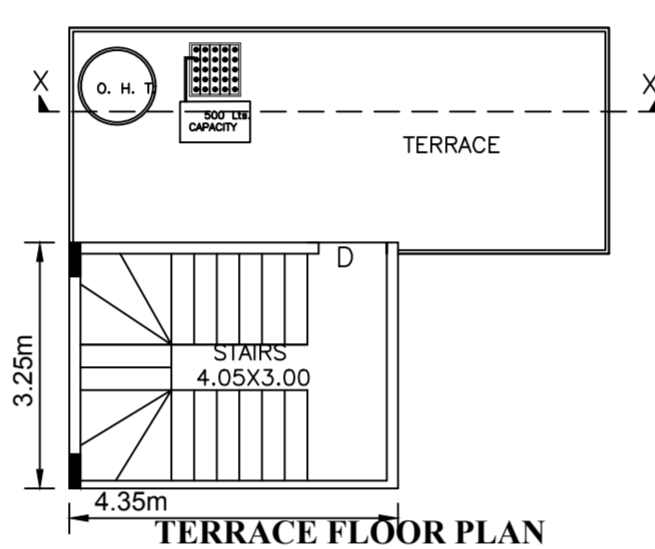 X
X
O. H. T.
500 Lts.
CAPACITY
TERRACE
D
3.25m
STAIRS
4.05X3.00
4.35m
TERRACE FLOOR PLAN